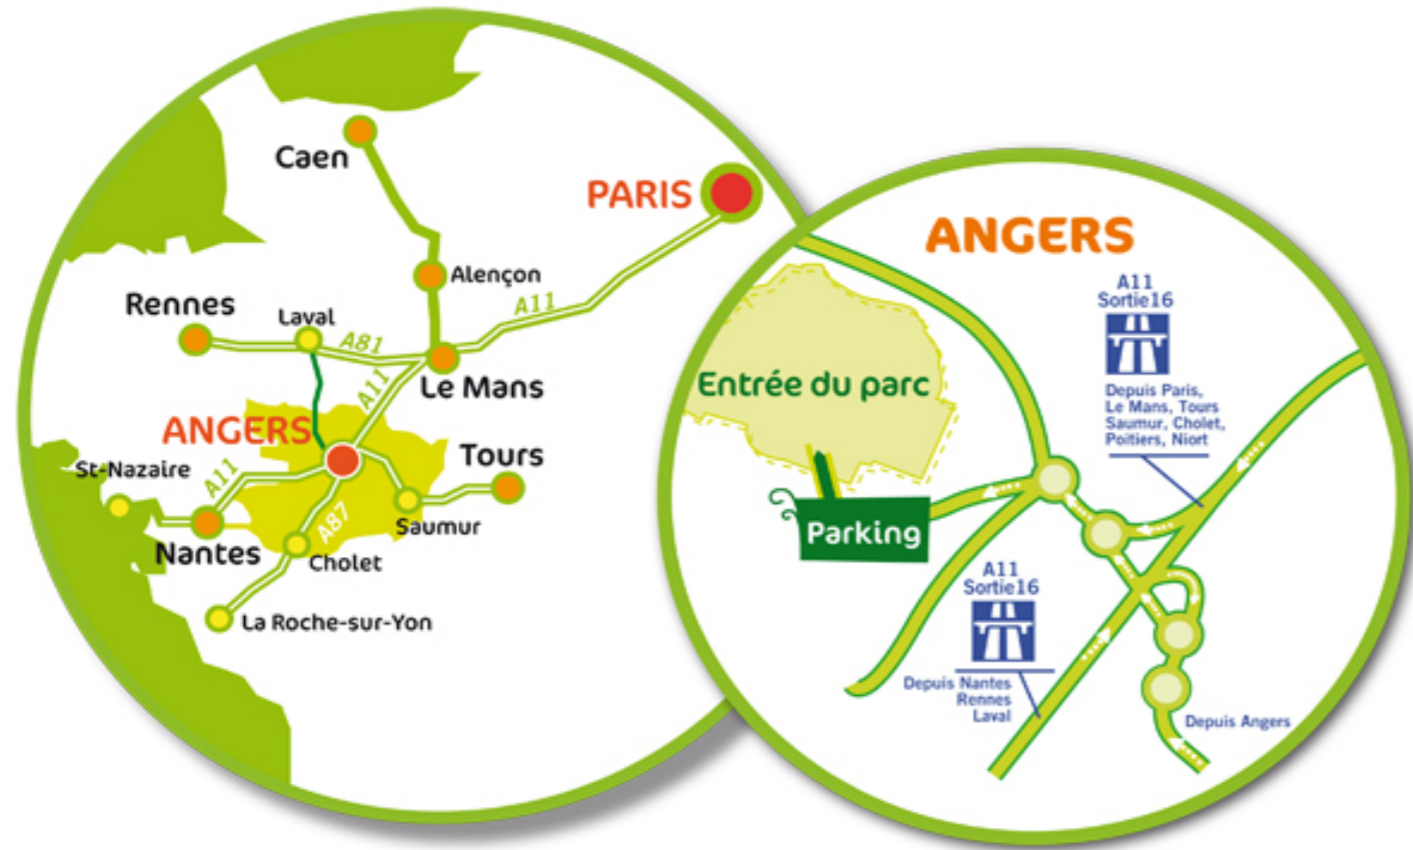 Caen
PARIS
Alençon
A11
Rennes
Laval
A81
Le Mans
A11
ANGERS
Tours
St-Nazaire
A11
Saumur
A87
Nantes
Cholet
La Roche-sur-Yon
ANGERS
A11
Sortie16
Depuis Paris,
Le Mans, Tours
Saumur, Cholet,
Poitiers, Niort
Entrée du parc
Parking
A11
Sortie16
Depuis Nantes
Rennes
Laval
Depuis Angers